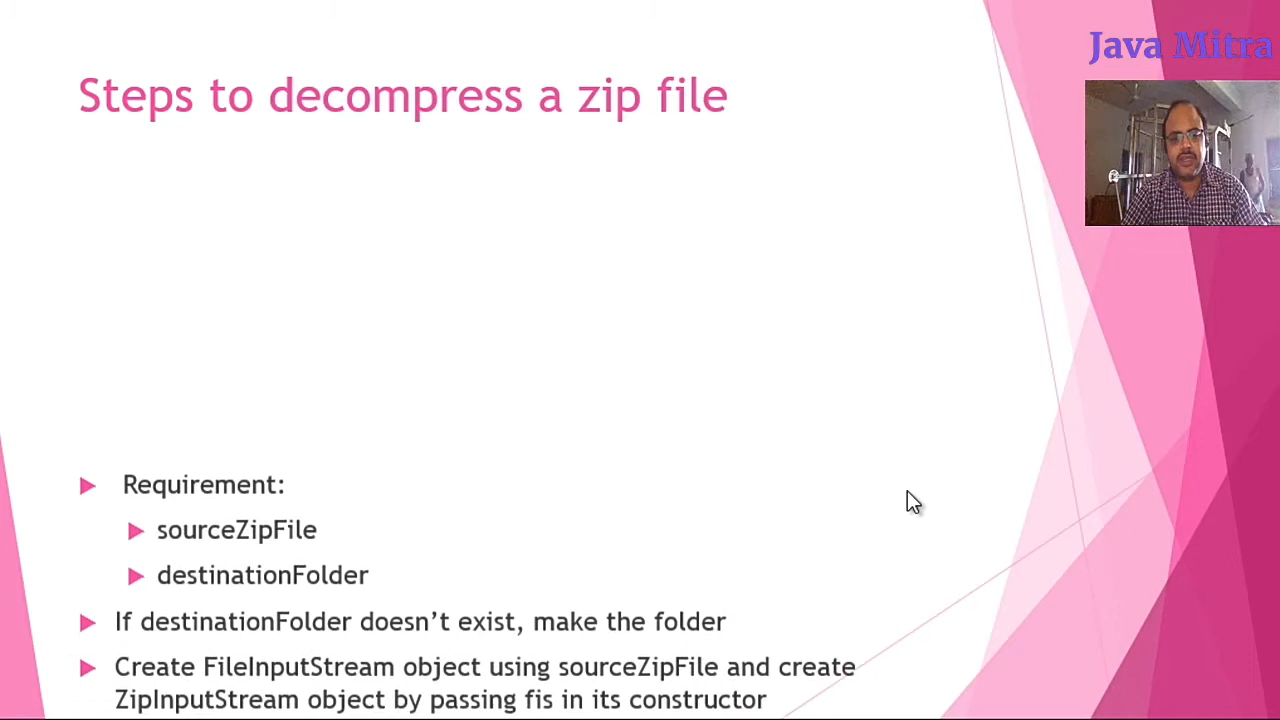 Java Mitra
Steps to decompress a zip file
Requirement:
sourceZipFile
destinationFolder
If destinationFolder doesn’t exist, make the folder
Create FileInputStream object using sourceZipFile and create
ZipInputStream object by passing fis in its constructor